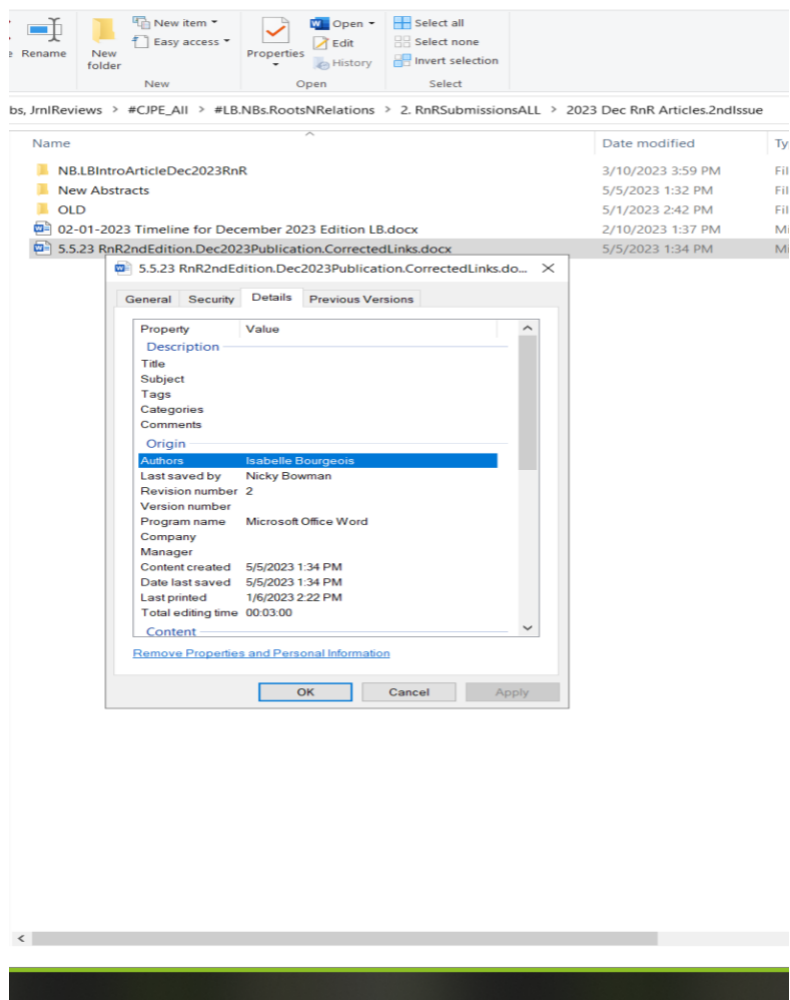 New item
Open
Select all
Easy access
Edit
Select none
Rename
New folder
Properties
History
Invert selection
New
Open
Select
bs, JrnlReviews > #CJPE_All > #LB.NBs.RootsNRelations > 2. RnRSubmissionsALL > 2023 Dec RnR Articles.2ndIssue
Name Date modified Ty
NB.LBIntroArticleDec2023RnR 3/10/2023 3:59 PM Fil
New Abstracts 5/5/2023 1:32 PM Fil
OLD 5/1/2023 2:42 PM Fil
02-01-2023 Timeline for December 2023 Edition LB.docx 2/10/2023 1:37 PM Mi
5.5.23 RnR2ndEdition.Dec2023Publication.CorrectedLinks.docx 5/5/2023 1:34 PM Mi
5.5.23 RnR2ndEdition.Dec2023Publication.CorrectedLinks.do...
General Security Details Previous Versions
Property Value
Description
Title
Subject
Tags
Categories
Comments
Origin
Authors Isabelle Bourgeois
Last saved by Nicky Bowman
Revision number 2
Version number
Program name Microsoft Office Word
Company
Manager
Content created 5/5/2023 1:34 PM
Date last saved 5/5/2023 1:34 PM
Last printed 1/6/2023 2:22 PM
Total editing time 00:03:00
Content
Remove Properties and Personal Information
OK Cancel Apply